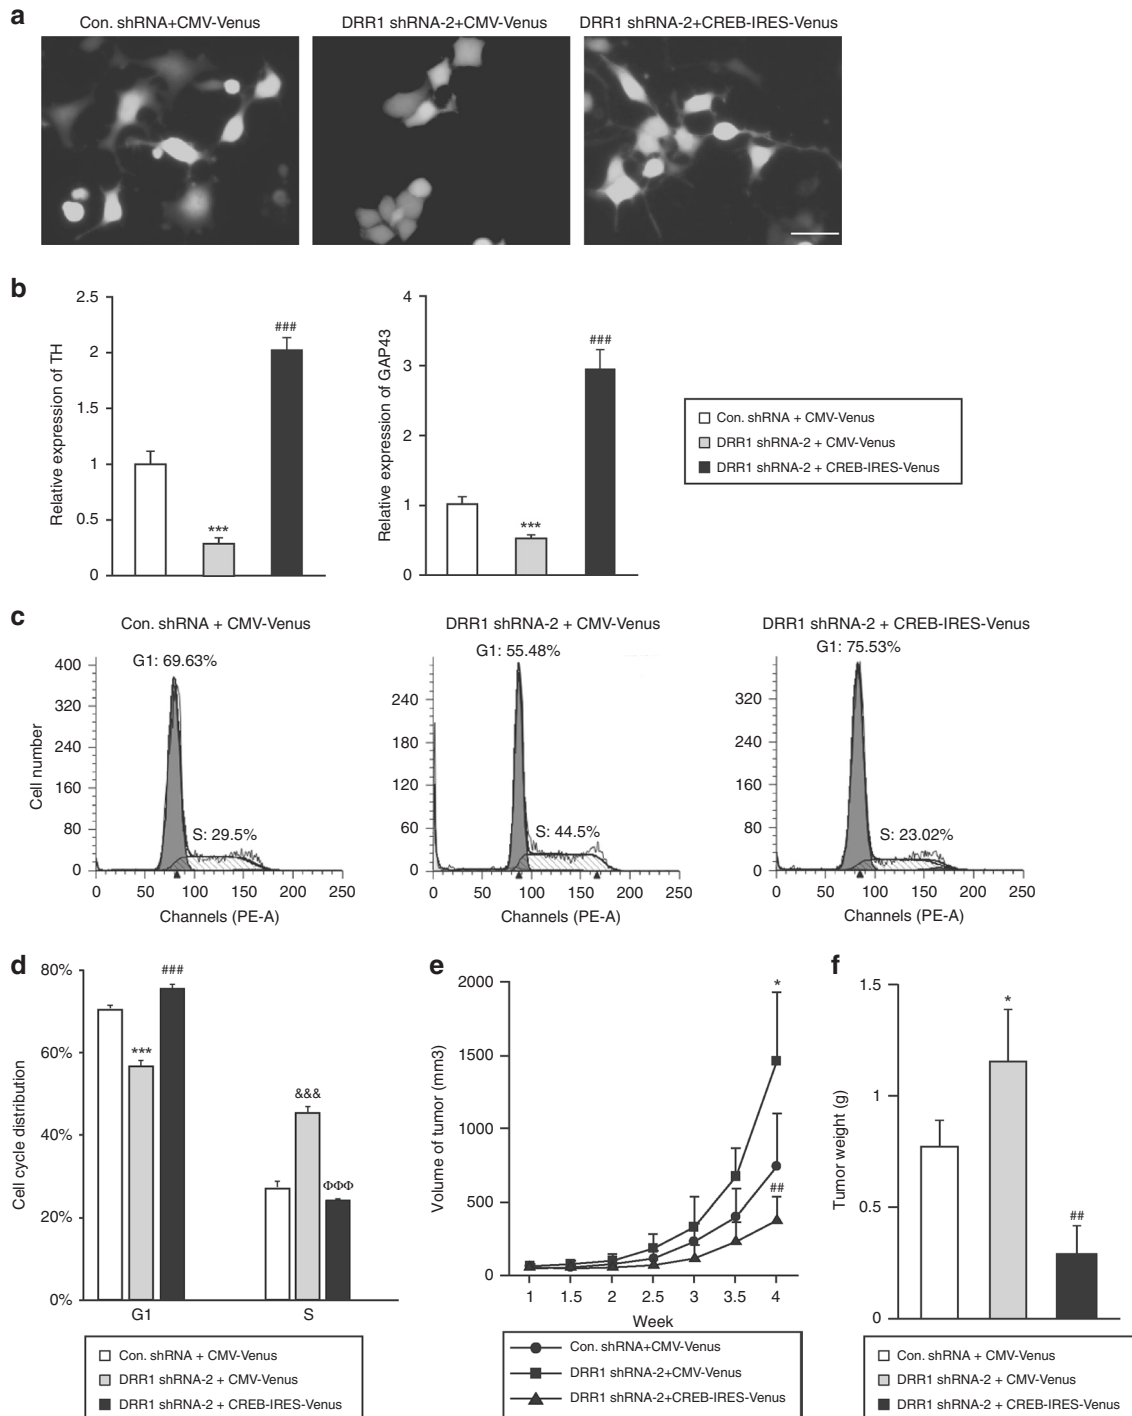 a
Con. shRNA+CMV-Venus
DRR1 shRNA-2+CMV-Venus
DRR1 shRNA-2+CREB-IRES-Venus
b
Relative expression of TH
2.5
2
1.5
1
0.5
0
***
###
Relative expression of GAP43
4
3
2
1
0
***
###
Con. shRNA + CMV-Venus
DRR1 shRNA-2 + CMV-Venus
DRR1 shRNA-2 + CREB-IRES-Venus
c
Con. shRNA + CMV-Venus
G1: 69.63%
S: 29.5%
Cell number
400
320
240
160
80
0
0 50 100 150 200 250
Channels (PE-A)
DRR1 shRNA-2 + CMV-Venus
G1: 55.48%
S: 44.5%
240
180
120
60
0
0 50 100 150 200 250
Channels (PE-A)
DRR1 shRNA-2 + CREB-IRES-Venus
G1: 75.53%
S: 23.02%
320
240
160
80
0
0 50 100 150 200 250
Channels (PE-A)
d
Cell cycle distribution
80%
60%
40%
20%
0%
***
###
&&&
ΦΦΦ
G1 S
Con. shRNA + CMV-Venus
DRR1 shRNA-2 + CMV-Venus
DRR1 shRNA-2 + CREB-IRES-Venus
e
Volume of tumor (mm3)
2000
1500
1000
500
0
*
##
1 1.5 2 2.5 3 3.5 4
Week
Con. shRNA+CMV-Venus
DRR1 shRNA-2+CMV-Venus
DRR1 shRNA-2+CREB-IRES-Venus
f
Tumor weight (g)
1.5
1
0.5
0
*
##
Con. shRNA + CMV-Venus
DRR1 shRNA-2 + CMV-Venus
DRR1 shRNA-2 + CREB-IRES-Venus